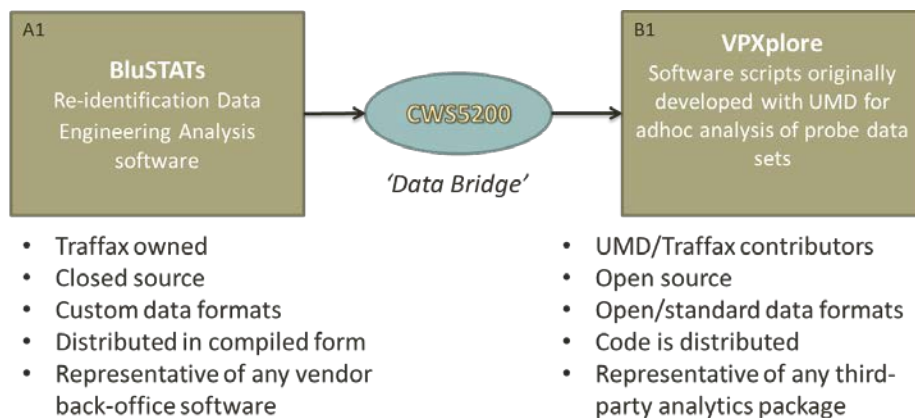 A1
BluSTATs
Re-identification Data
Engineering Analysis
software
CWS5200
'Data Bridge'
B1
VPXplore
Software scripts originally
developed with UMD for
adhoc analysis of probe data
sets
• Traffax owned
• Closed source
• Custom data formats
• Distributed in compiled form
• Representative of any vendor
back-office software
• UMD/Traffax contributors
• Open source
• Open/standard data formats
• Code is distributed
• Representative of any third-
party analytics package